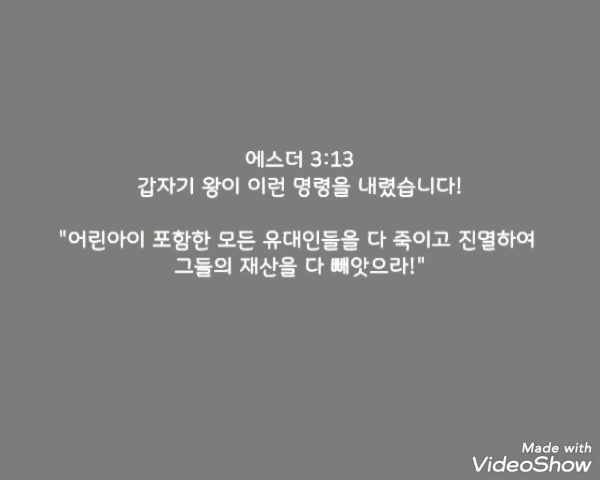 에스더 3:13
갑자기 왕이 이런 명령을 내렸습니다!
"어린아이 포함한 모든 유대인들을 다 죽이고 진멸하여
그들의 재산을 다 빼앗으라!"
Made with
VideoShow